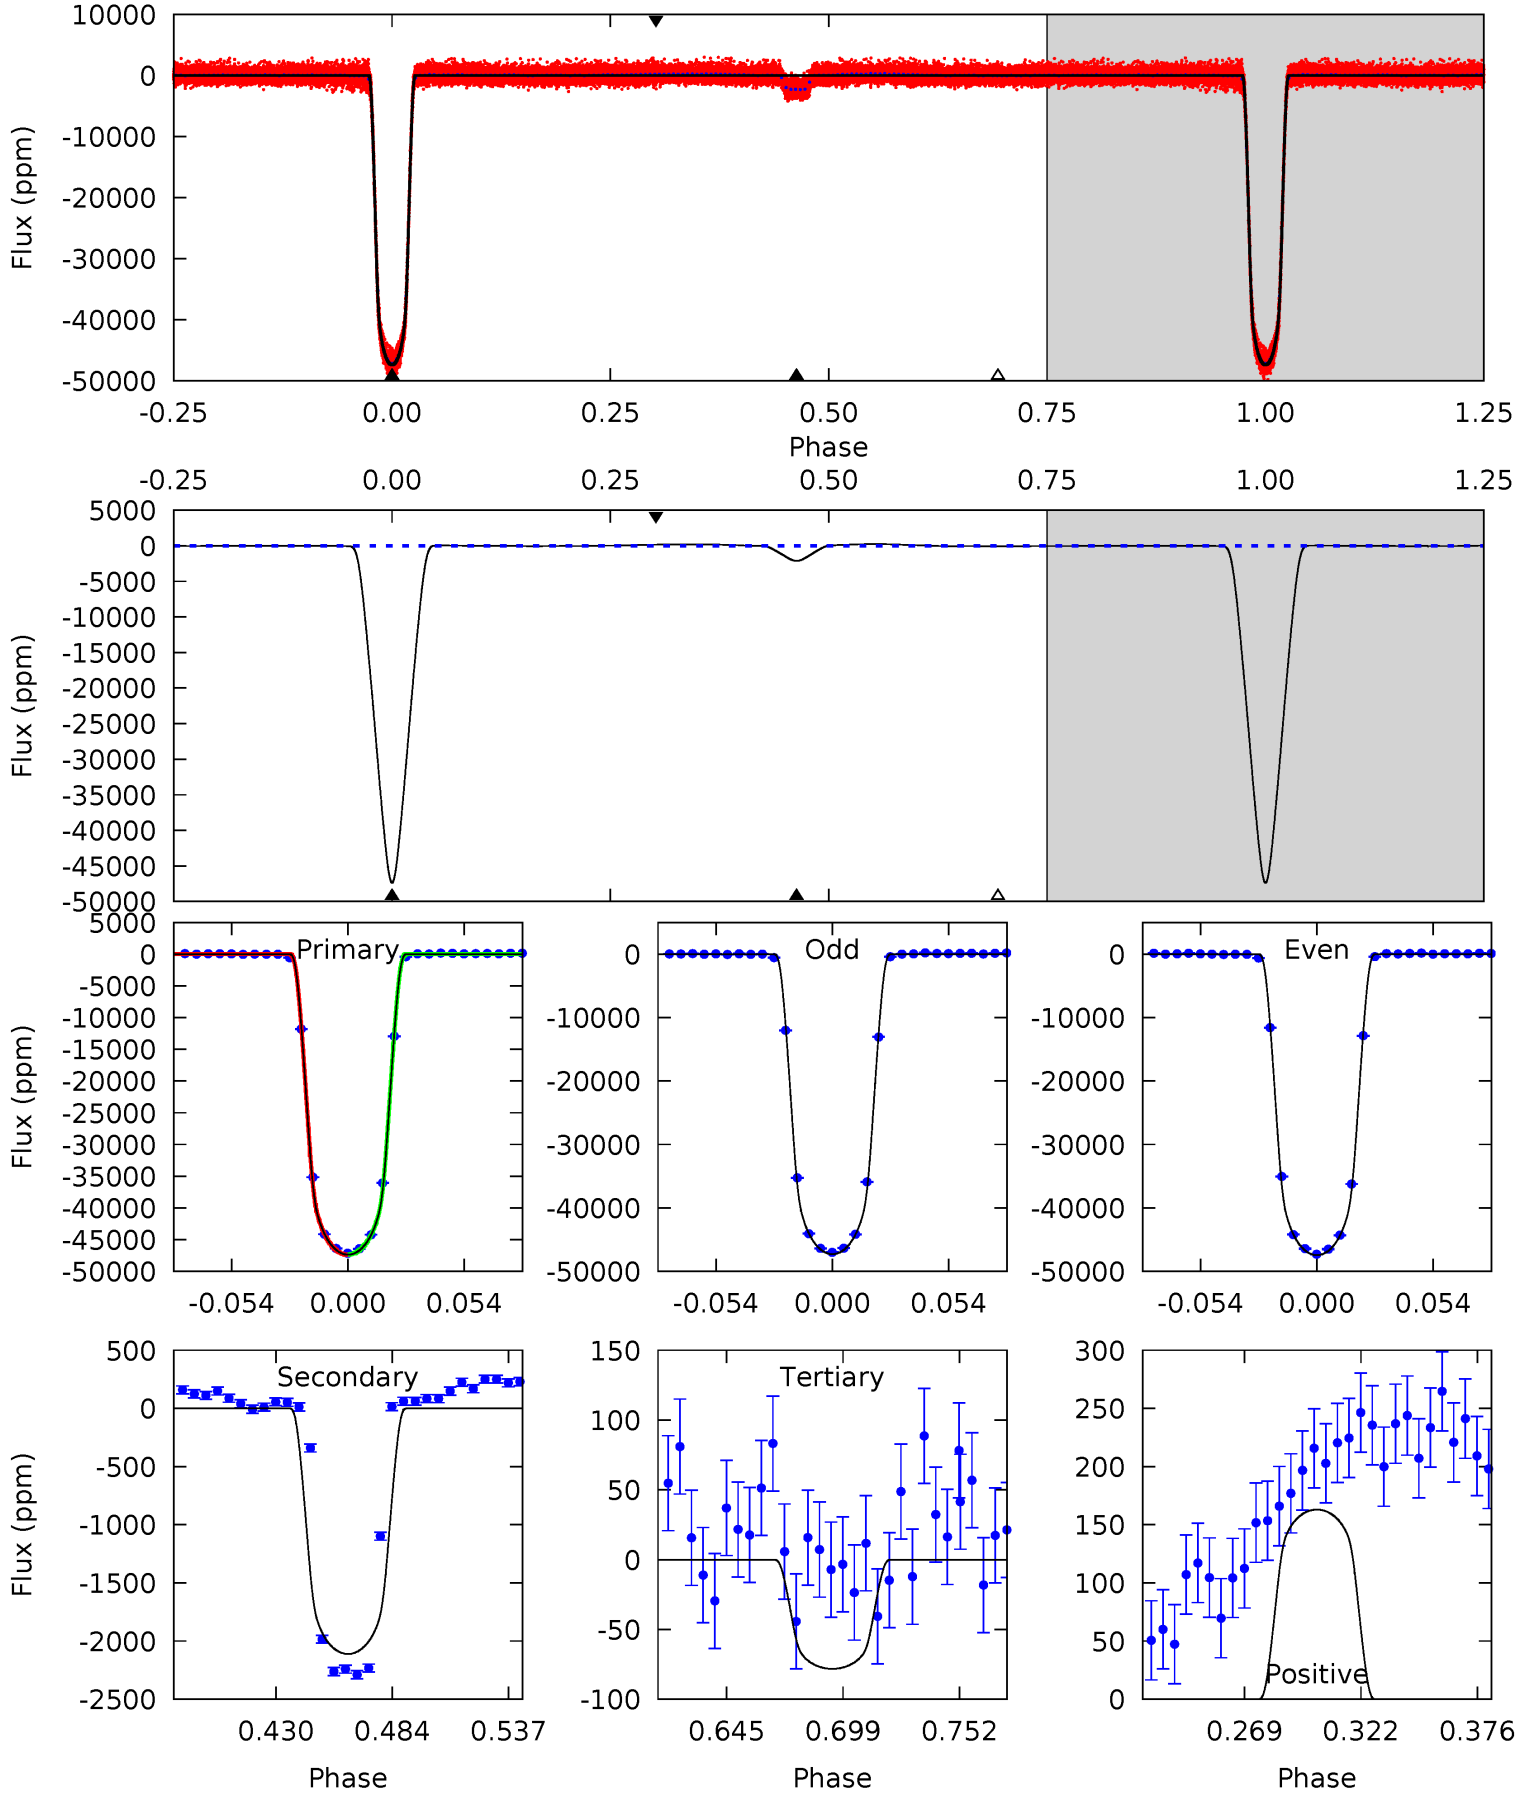 10000
0
-10000
-20000
-30000
-40000
-50000
Flux (ppm)
-0.25 0.00 0.25 0.50 0.75 1.00 1.25
Phase
-0.25 0.00 0.25 0.50 0.75 1.00 1.25
5000
0
-5000
-10000
-15000
-20000
-25000
-30000
-35000
-40000
-45000
-50000
Flux (ppm)
Primary
5000
0
-5000
-10000
-15000
-20000
-25000
-30000
-35000
-40000
-45000
-50000
Flux (ppm)
-0.054 0.000 0.054
Odd
0
-10000
-20000
-30000
-40000
-50000
-0.054 0.000 0.054
Even
0
-10000
-20000
-30000
-40000
-50000
-0.054 0.000 0.054
Secondary
500
0
-500
-1000
-1500
-2000
-2500
Flux (ppm)
0.430 0.484 0.537
Phase
Tertiary
150
100
50
0
-50
-100
0.645 0.699 0.752
Phase
300
250
200
150
100
50
0
Positive
0.269 0.322 0.376
Phase